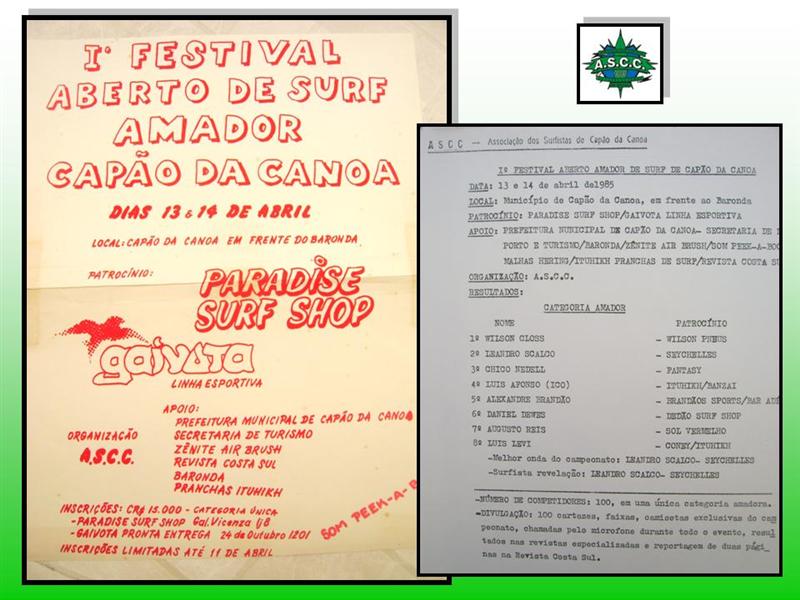 Iº FESTIVAL
ABERTO DE SURF
AMADOR
CAPÃO DA CANOA
DIAS 13 & 14 DE ABRIL
LOCAL: CAPÃO DA CANOA EM FRENTE DO BARONDA
PATROCÍNIO:
PARADISE
SURF SHOP
gaivota
LINHA ESPORTIVA
APOIO:
PREFEITURA MUNICIPAL DE CAPÃO DA CANOA
SECRETARIA DE TURISMO
ZÊNITE AIR BRUSH
REVISTA COSTA SUL
BARONDA
PRANCHAS ITUHIKH
ORGANIZAÇÃO
A.S.C.C.
INSCRIÇÕES: CR$ 15.000 - CATEGORIA ÚNICA
-PARADISE SURF SHOP Gal. Vicenza lj8
-GAIVOTA PRONTA ENTREGA 24 de Outubro 1201
INSCRIÇÕES LIMITADAS ATÉ 11 DE ABRIL
SOM PEEK-A-B
A.S.C.C.
A S C C — Associação dos Surfistas de Capão da Canoa
Iº FESTIVAL ABERTO AMADOR DE SURF DE CAPÃO DA CANOA
DATA: 13 e 14 de abril de1985
LOCAL: Município de Capão da Canoa, em frente ao Baronda
PATROCÍNIO: PARADISE SURF SHOP/GAIVOTA LINHA ESPORTIVA
APOIO: PREFEITURA MUNICIPAL DE CAPÃO DA CANOA- SECRETARIA DE
PORTO E TURISMO/BARONDA/ZÊNITE AIR BRUSH/SOM PEEK-A-BOO
MALHAS HERING/ITUHIKH PRANCHAS DE SURF/REVISTA COSTA SU
ORGANIZAÇÃO: A.S.C.C.
RESULTADOS:
CATEGORIA AMADOR
NOME PATROCÍNIO
1º WILSON CLOSS - WILSON PNEUS
2º LEANDRO SCALCO - SEYCHELLES
3º CHICO NEDELL - FANTASY
4º LUIS AFONSO (ICO) - ITUHIKH/BANZAI
5º ALEXANDRE BRANDÃO - BRANDÃOS SPORTS/BAR
6º DANIEL DEWES - DEDÃO SURF SHOP
7º AUGUSTO REIS - SOL VERMELHO
8º LUIS LEVI - CONEY/ITUHIKH
-Melhor onda do campeonato: LEANDRO SCALCO- SEYCHELLES
-Surfista revelação: LEANDRO SCALCO- SEYCHELLES
-NÚMERO DE COMPETIDORES: 100, em uma única categoria amadora.
-DIVULGAÇÃO: 100 cartazes, faixas, camisetas exclusivas do cam
peonato, chamadas pelo microfone durante todo o evento, resul
tados nas revistas especializadas e reportagem de duas pági_
nas na Revista Costa Sul.